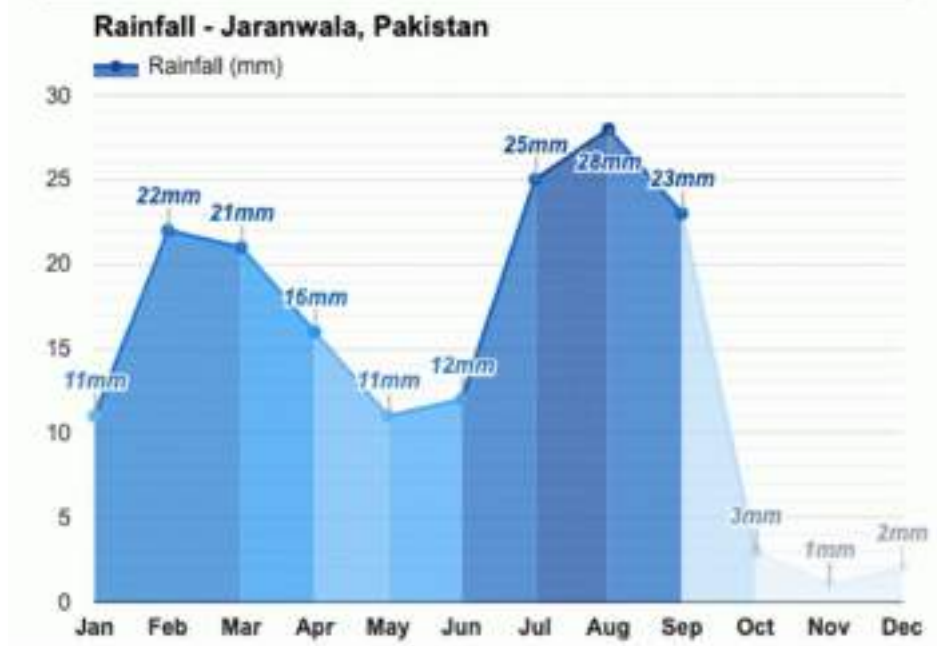 Rainfall - Jaranwala, Pakistan
Rainfall (mm)
30
25
20
15
10
5
0
11mm
22mm
21mm
16mm
11mm
12mm
25mm
28mm
23mm
3mm
1mm
2mm
Jan Feb Mar Apr May Jun Jul Aug Sep Oct Nov Dec